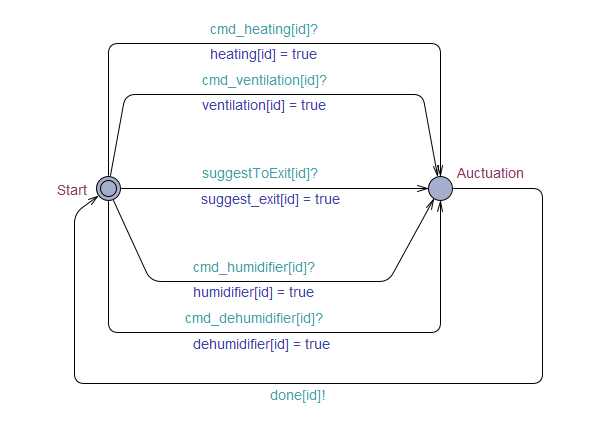 cmd_heating[id]?
heating[id] = true
cmd_ventilation[id]?
ventilation[id] = true
suggestToExit[id]?
Auctuation
Start
suggest_exit[id] = true
cmd_humidifier[id]?
humidifier[id] = true
cmd_dehumidifier[id]?
dehumidifier[id] = true
done[id]!